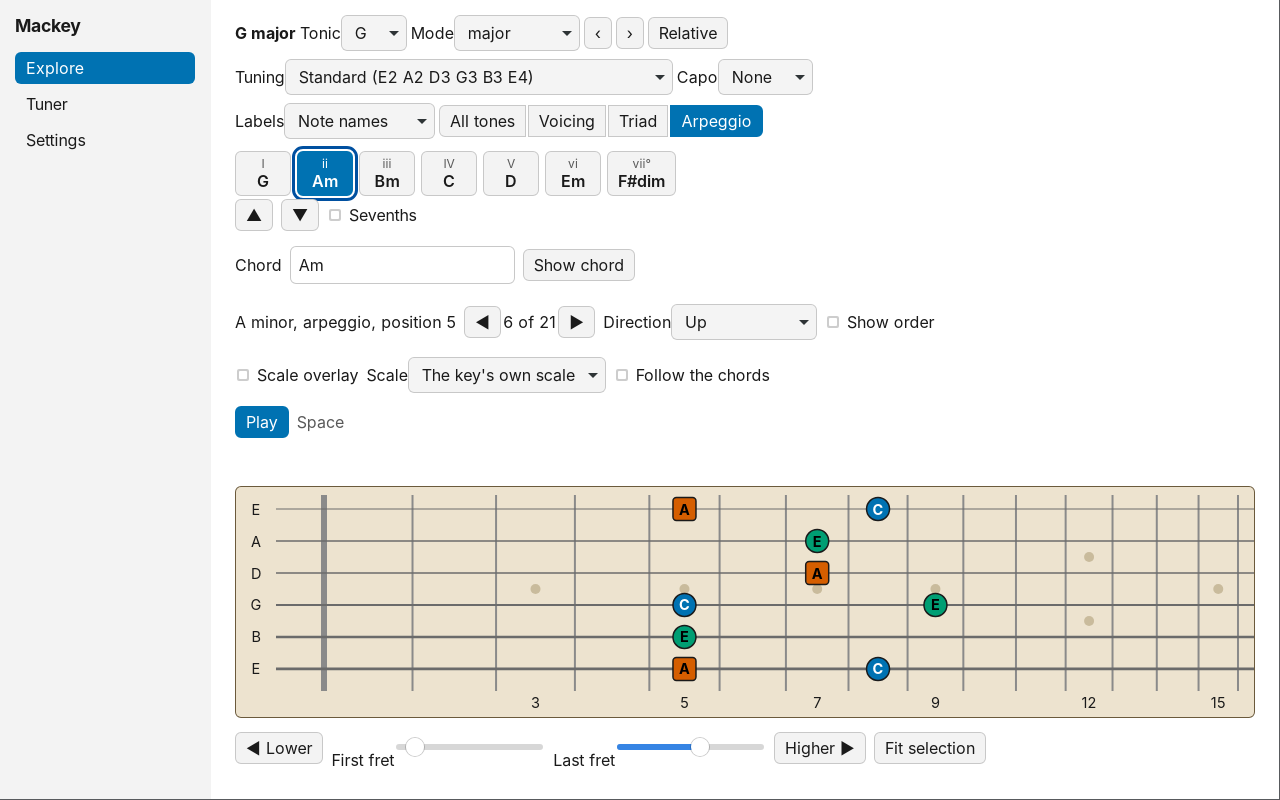 Mackey
Explore
Tuner
Settings
G major Tonic G Mode major ‹ › Relative
Tuning Standard (E2 A2 D3 G3 B3 E4) Capo None
Labels Note names All tones Voicing Triad Arpeggio
I ii iii IV V vi vii°
G Am Bm C D Em F#dim
▲ ▼ Sevenths
Chord Am Show chord
A minor, arpeggio, position 5 ◀ 6 of 21 ▶ Direction Up Show order
Scale overlay Scale The key's own scale Follow the chords
Play Space
E A C
A E
D A
G C E
B E
E A C
3 5 7 9 12 15
◀ Lower First fret Last fret Higher ▶ Fit selection